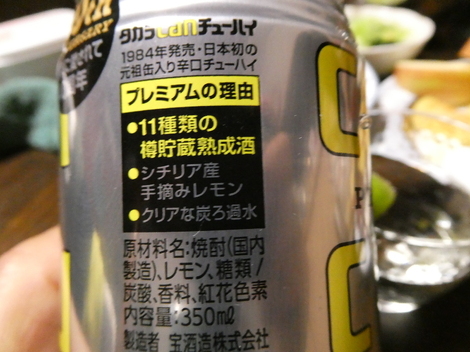 タカラcanチューハイ
1984年発売・日本初の
元祖缶入り辛口チューハイ
プレミアムの理由
●11種類の
樽貯蔵熟成酒
●シチリア産
手摘みレモン
●クリアな炭ろ過水
原材料名:焼酎(国内
製造)、レモン、糖類/
炭酸、香料、紅花色素
内容量:350ml
製造者 宝酒造株式会社